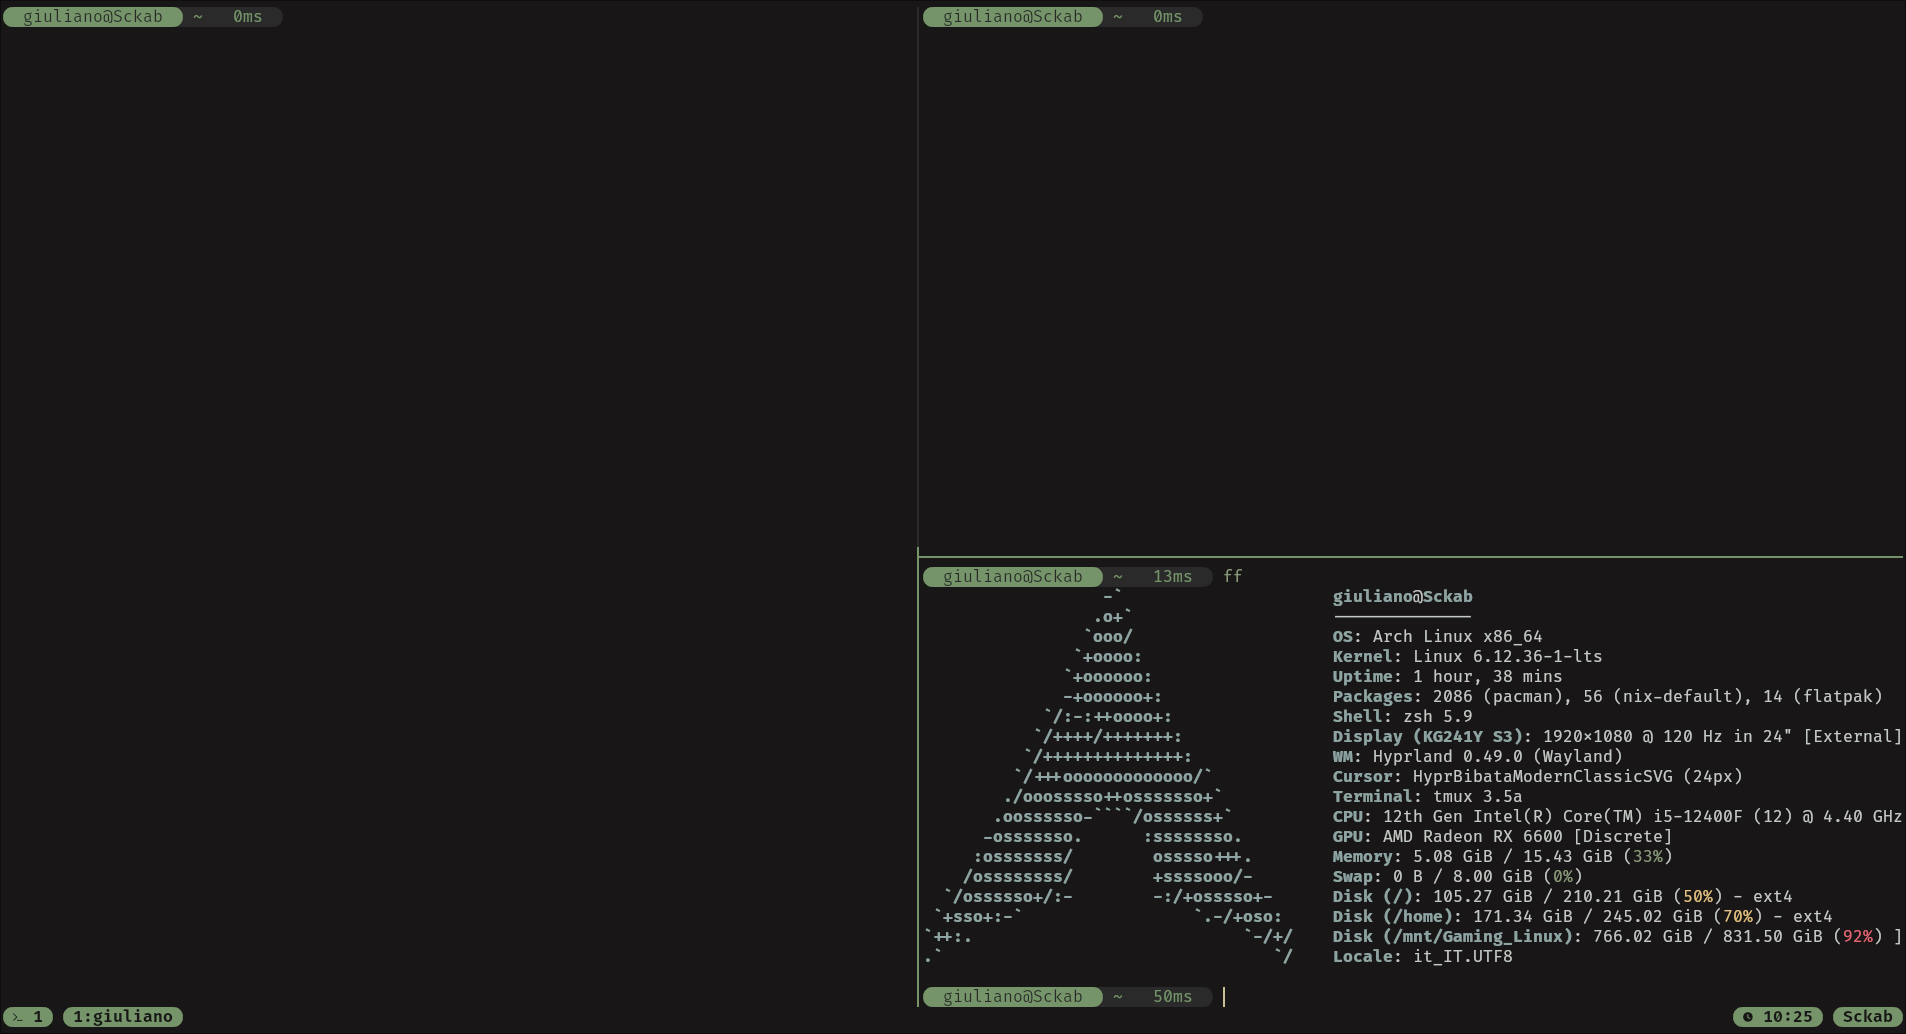 giuliano@Sckab ~ 0ms
giuliano@Sckab ~ 0ms
giuliano@Sckab ~ 13ms ff
                  -`
                 .o+`
                `ooo/
               `+oooo:
              `+oooooo:
              -+oooooo+:
            `/:-:++oooo+:
           `/++++/+++++++:
          `/++++++++++++++:
         `/+++ooooooooooooo/`
        ./ooosssso++osssssso+`
       .oossssso-````/ossssss+`
      -osssssso.      :ssssssso.
     :osssssss/        osssso+++.
    /ossssssss/        +ssssooo/-
  `/ossssso+/:-        -:/+osssso+-
 `+sso+:-`                 `.-/+oso:
`++:.                           `-/+/
.`                                 `/
giuliano@Sckab
OS: Arch Linux x86_64
Kernel: Linux 6.12.36-1-lts
Uptime: 1 hour, 38 mins
Packages: 2086 (pacman), 56 (nix-default), 14 (flatpak)
Shell: zsh 5.9
Display (KG241Y S3): 1920×1080 @ 120 Hz in 24" [External]
WM: Hyprland 0.49.0 (Wayland)
Cursor: HyprBibataModernClassicSVG (24px)
Terminal: tmux 3.5a
CPU: 12th Gen Intel(R) Core(TM) i5-12400F (12) @ 4.40 GHz
GPU: AMD Radeon RX 6600 [Discrete]
Memory: 5.08 GiB / 15.43 GiB (33%)
Swap: 0 B / 8.00 GiB (0%)
Disk (/): 105.27 GiB / 210.21 GiB (50%) - ext4
Disk (/home): 171.34 GiB / 245.02 GiB (70%) - ext4
Disk (/mnt/Gaming_Linux): 766.02 GiB / 831.50 GiB (92%) ]
Locale: it_IT.UTF8
giuliano@Sckab ~ 50ms
1 1:giuliano 10:25 Sckab